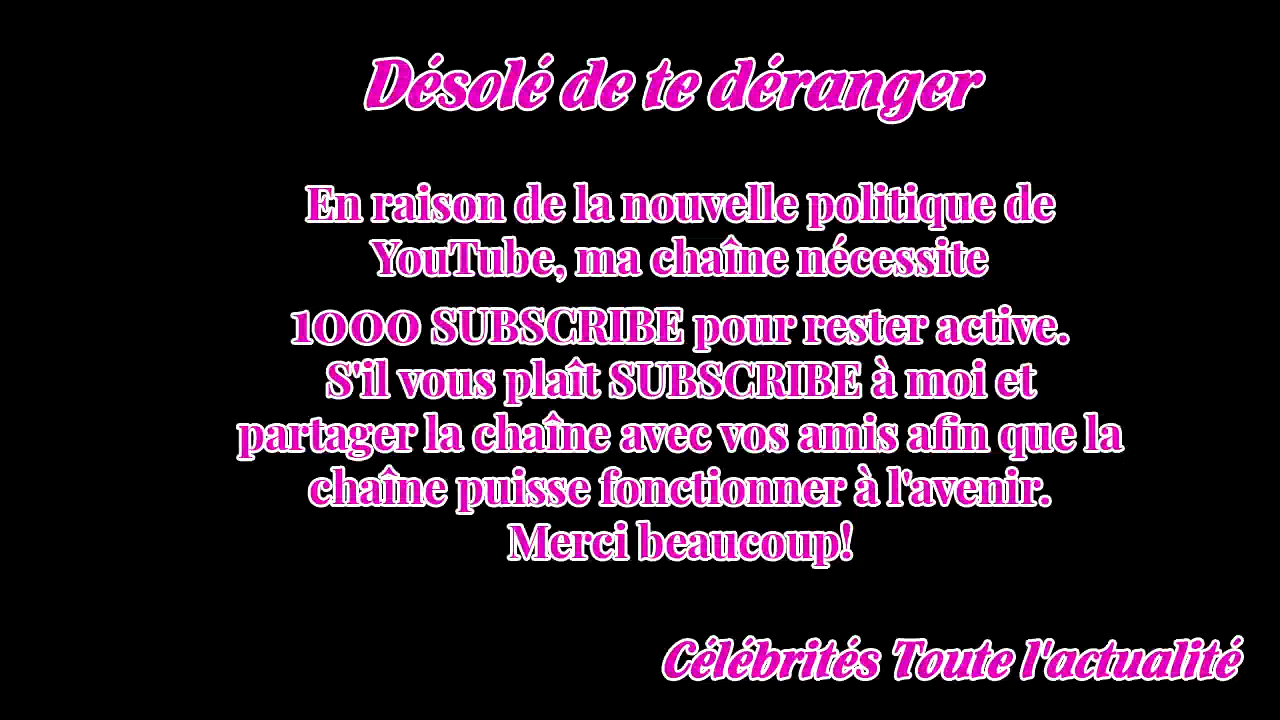 Désolé de te déranger
En raison de la nouvelle politique de
YouTube, ma chaîne nécessite
1000 SUBSCRIBE pour rester active.
S'il vous plaît SUBSCRIBE à moi et
partager la chaîne avec vos amis afin que la
chaîne puisse fonctionner à l'avenir.
Merci beaucoup!
Célébrités Toute l'actualité